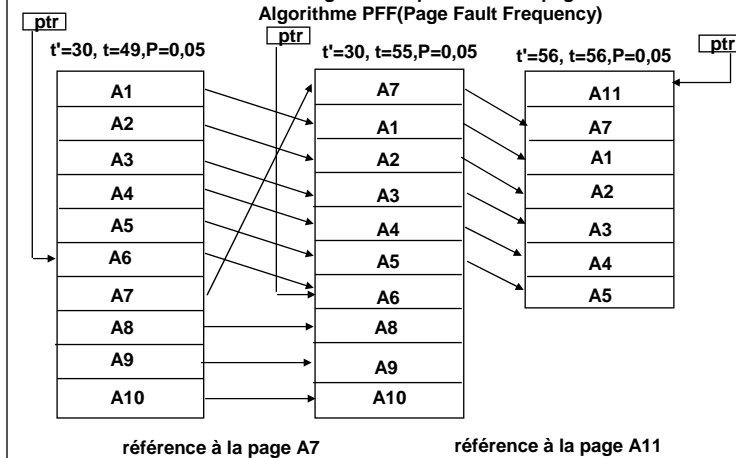 Algorithme PFF(Page Fault Frequency)
ptr
ptr
ptr
t'=30, t=49,P=0,05
t'=30, t=55,P=0,05
t'=56, t=56,P=0,05
A1
A2
A3
A4
A5
A6
A7
A8
A9
A10
A7
A1
A2
A3
A4
A5
A6
A8
A9
A10
A11
A7
A1
A2
A3
A4
A5
référence à la page A7
référence à la page A11